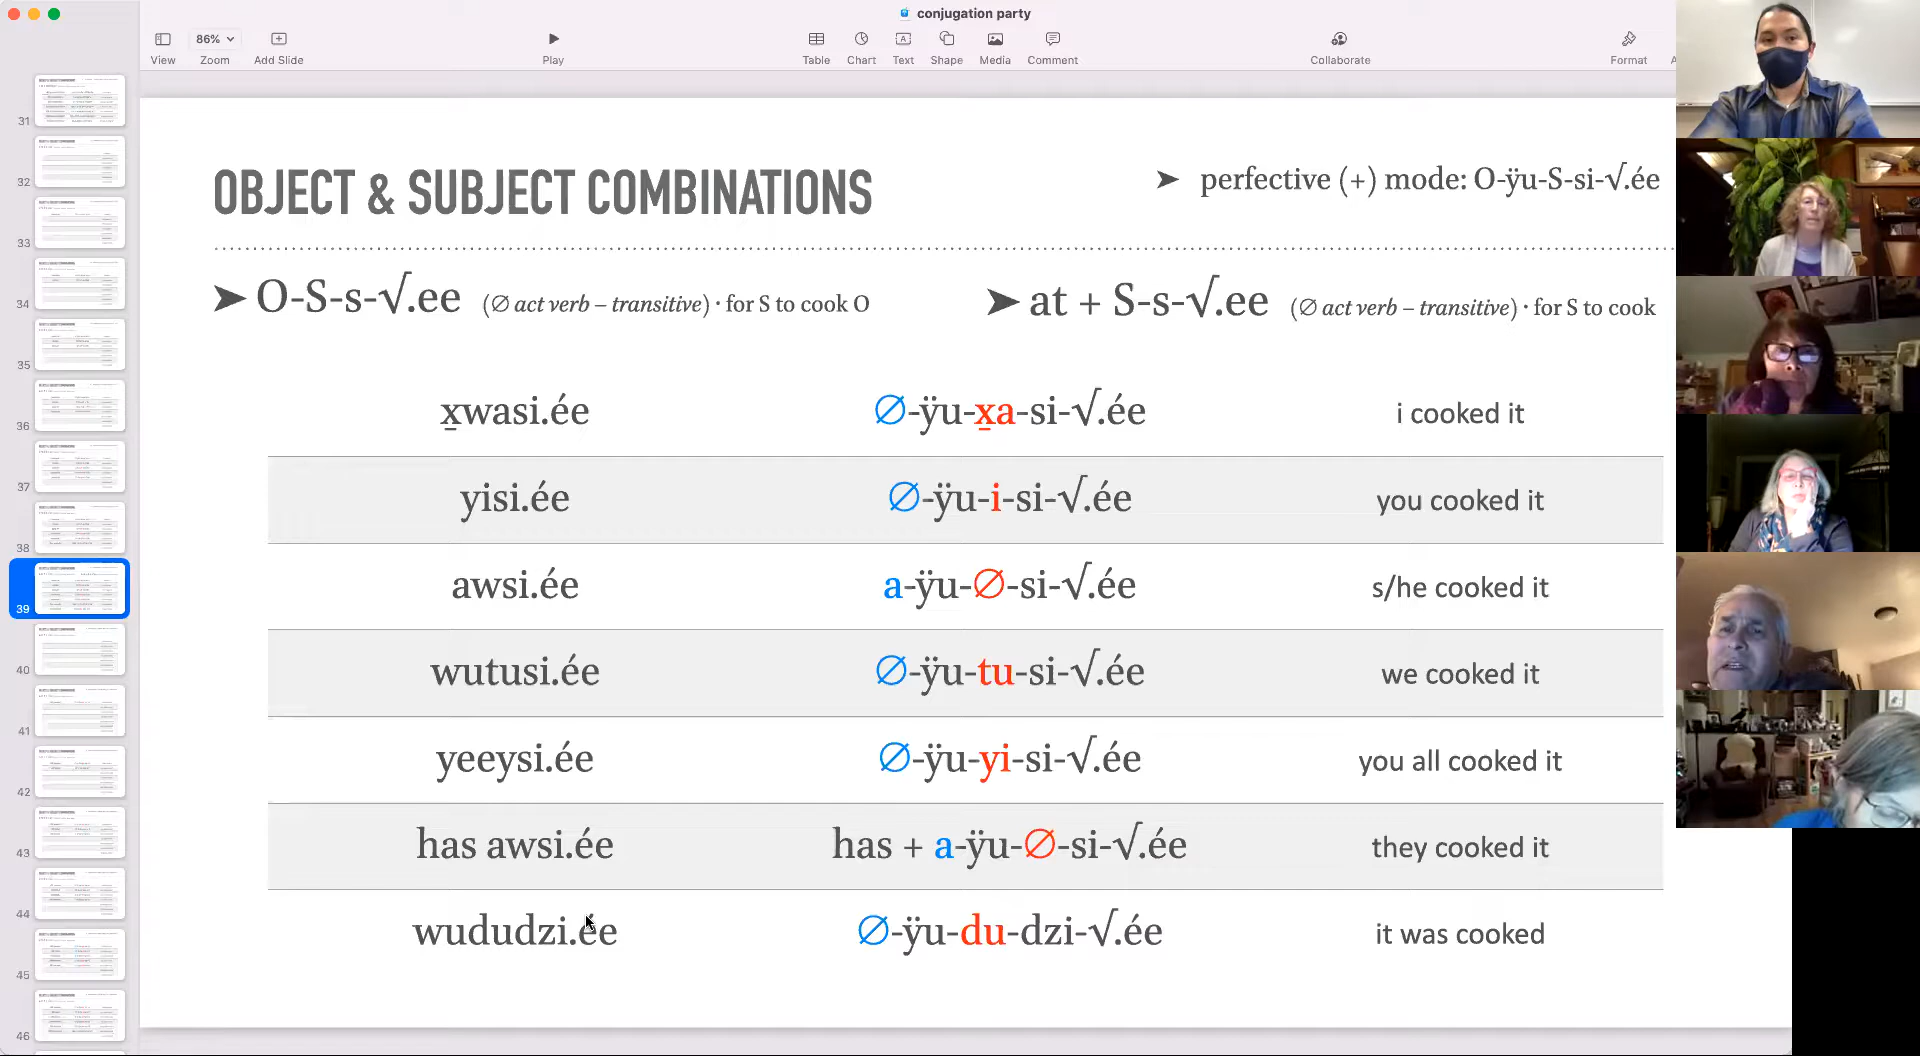 conjugation party
86%
View Zoom Add Slide Play Table Chart Text Shape Media Comment Collaborate Format
OBJECT & SUBJECT COMBINATIONS
➤ perfective (+) mode: O-ÿu-S-si-√.ée
➤ O-S-s-√.ee (∅ act verb – transitive) · for S to cook O
➤ at + S-s-√.ee (∅ act verb – transitive) · for S to cook
x̲wasi.ée ∅-ÿu-x̲a-si-√.ée i cooked it
yisi.ée ∅-ÿu-i-si-√.ée you cooked it
awsi.ée a-ÿu-∅-si-√.ée s/he cooked it
wutusi.ée ∅-ÿu-tu-si-√.ée we cooked it
yeeysi.ée ∅-ÿu-yi-si-√.ée you all cooked it
has awsi.ée has + a-ÿu-∅-si-√.ée they cooked it
wududzi.ée ∅-ÿu-du-dzi-√.ée it was cooked
31
32
33
34
35
36
37
38
39
40
41
42
43
44
45
46